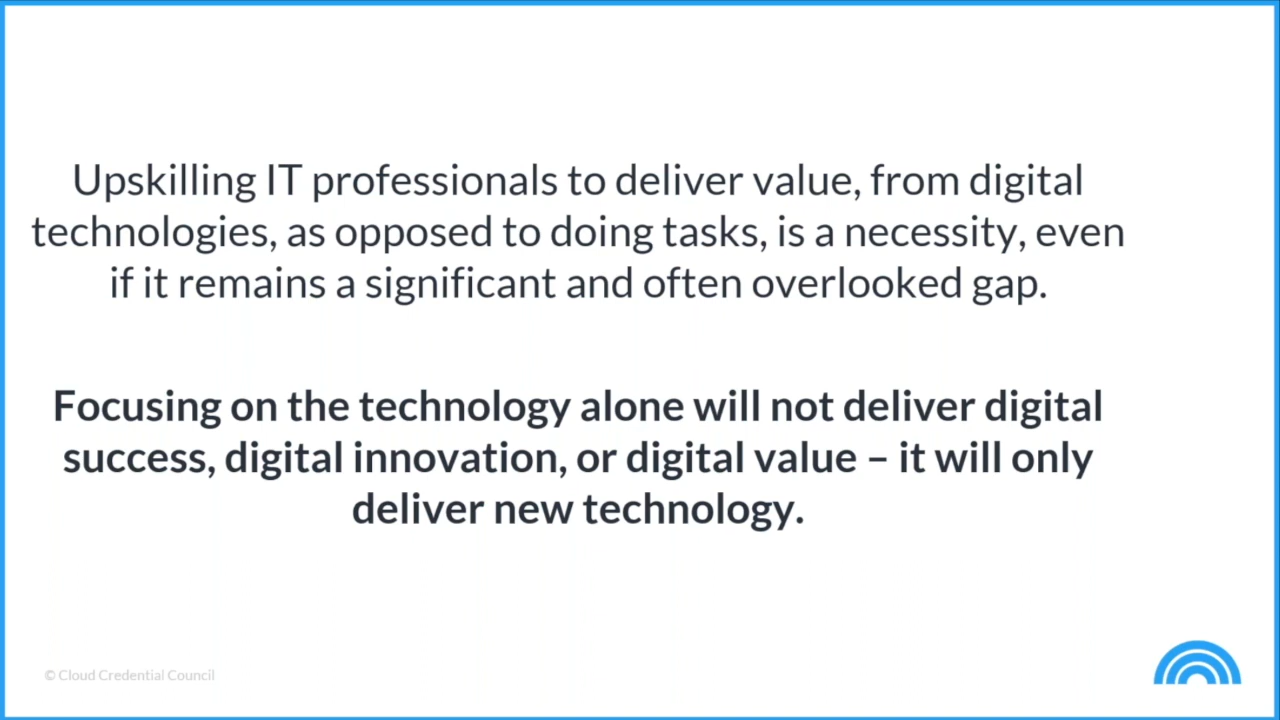 Upskilling IT professionals to deliver value, from digital
technologies, as opposed to doing tasks, is a necessity, even
if it remains a significant and often overlooked gap.
Focusing on the technology alone will not deliver digital
success, digital innovation, or digital value – it will only
deliver new technology.
© Cloud Credential Council